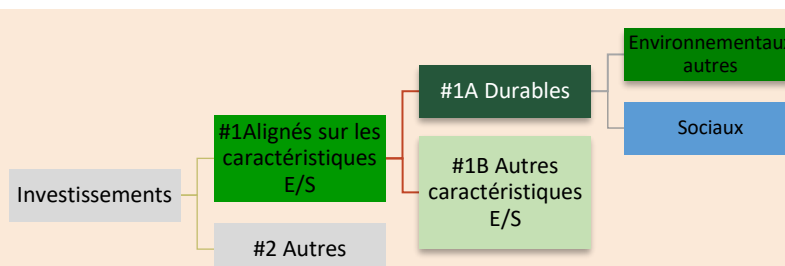 Investissements
#1Alignés sur les
caractéristiques
E/S
#2 Autres
#1A Durables
#1B Autres
caractéristiques
E/S
Environnementaux
autres
Sociaux